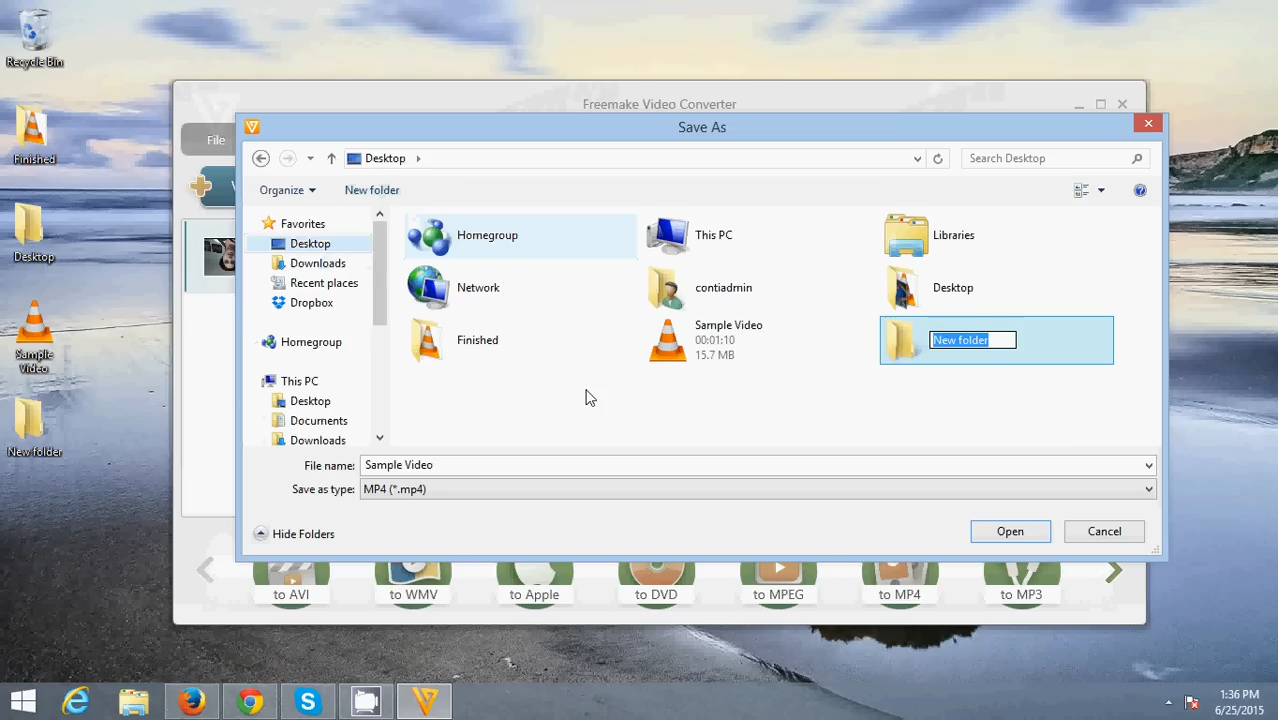 Recycle Bin
Finished
Desktop
Sample
Video
New folder
Freemake Video Converter
File
Save As
Desktop
Search Desktop
Organize
New folder
Favorites
Desktop
Downloads
Recent places
Dropbox
Homegroup
This PC
Desktop
Documents
Downloads
Homegroup
This PC
Libraries
Network
contiadmin
Desktop
Finished
Sample Video
00:01:10
15.7 MB
New folder
File name: Sample Video
Save as type: MP4 (*.mp4)
Hide Folders
Open
Cancel
to AVI
to WMV
to Apple
to DVD
to MPEG
to MP4
to MP3
1:36 PM
6/25/2015